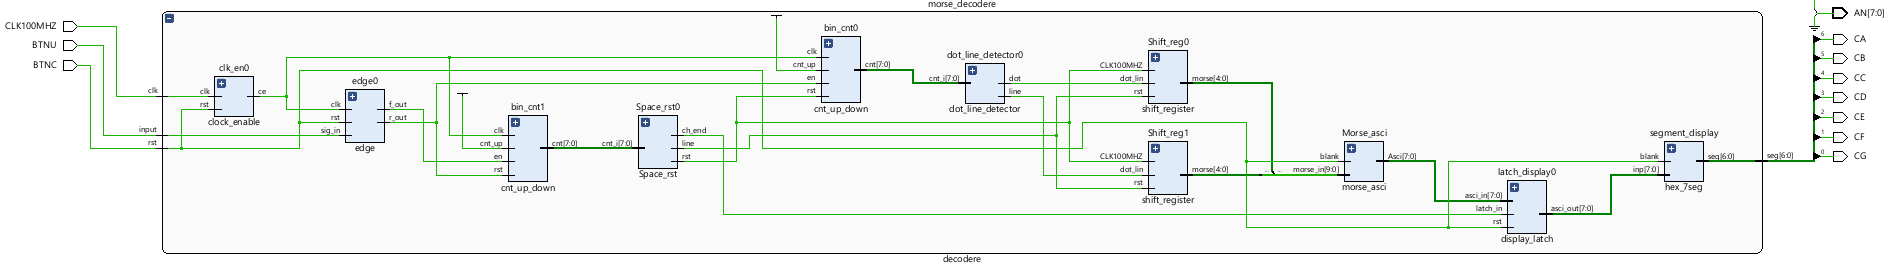 morse_decodere
CLK100MHZ
BTNU
BTNC
clk
input
rst
clk_en0
clk
rst
ce
clock_enable
edge0
clk
rst
sig_in
f_out
r_out
edge
bin_cnt1
clk
cnt_up
en
rst
cnt[7:0]
cnt_up_down
Space_rst0
cnt_i[7:0]
ch_end
line
rst
Space_rst
bin_cnt0
clk
cnt_up
en
rst
cnt[7:0]
cnt_up_down
dot_line_detector0
cnt_i[7:0]
dot
line
dot_line_detector
Shift_reg0
CLK100MHZ
dot_lin
rst
morse[4:0]
shift_register
Shift_reg1
CLK100MHZ
dot_lin
rst
morse[4:0]
shift_register
Morse_asci
blank
morse_in[9:0]
Asci[7:0]
morse_asci
latch_display0
asci_in[7:0]
latch_in
rst
asci_out[7:0]
display_latch
segment_display
blank
inp[7:0]
seg[6:0]
hex_7seg
seg[6:0]
AN[7:0]
6 CA
5 CB
4 CC
3 CD
2 CE
1 CF
0 CG
decodere